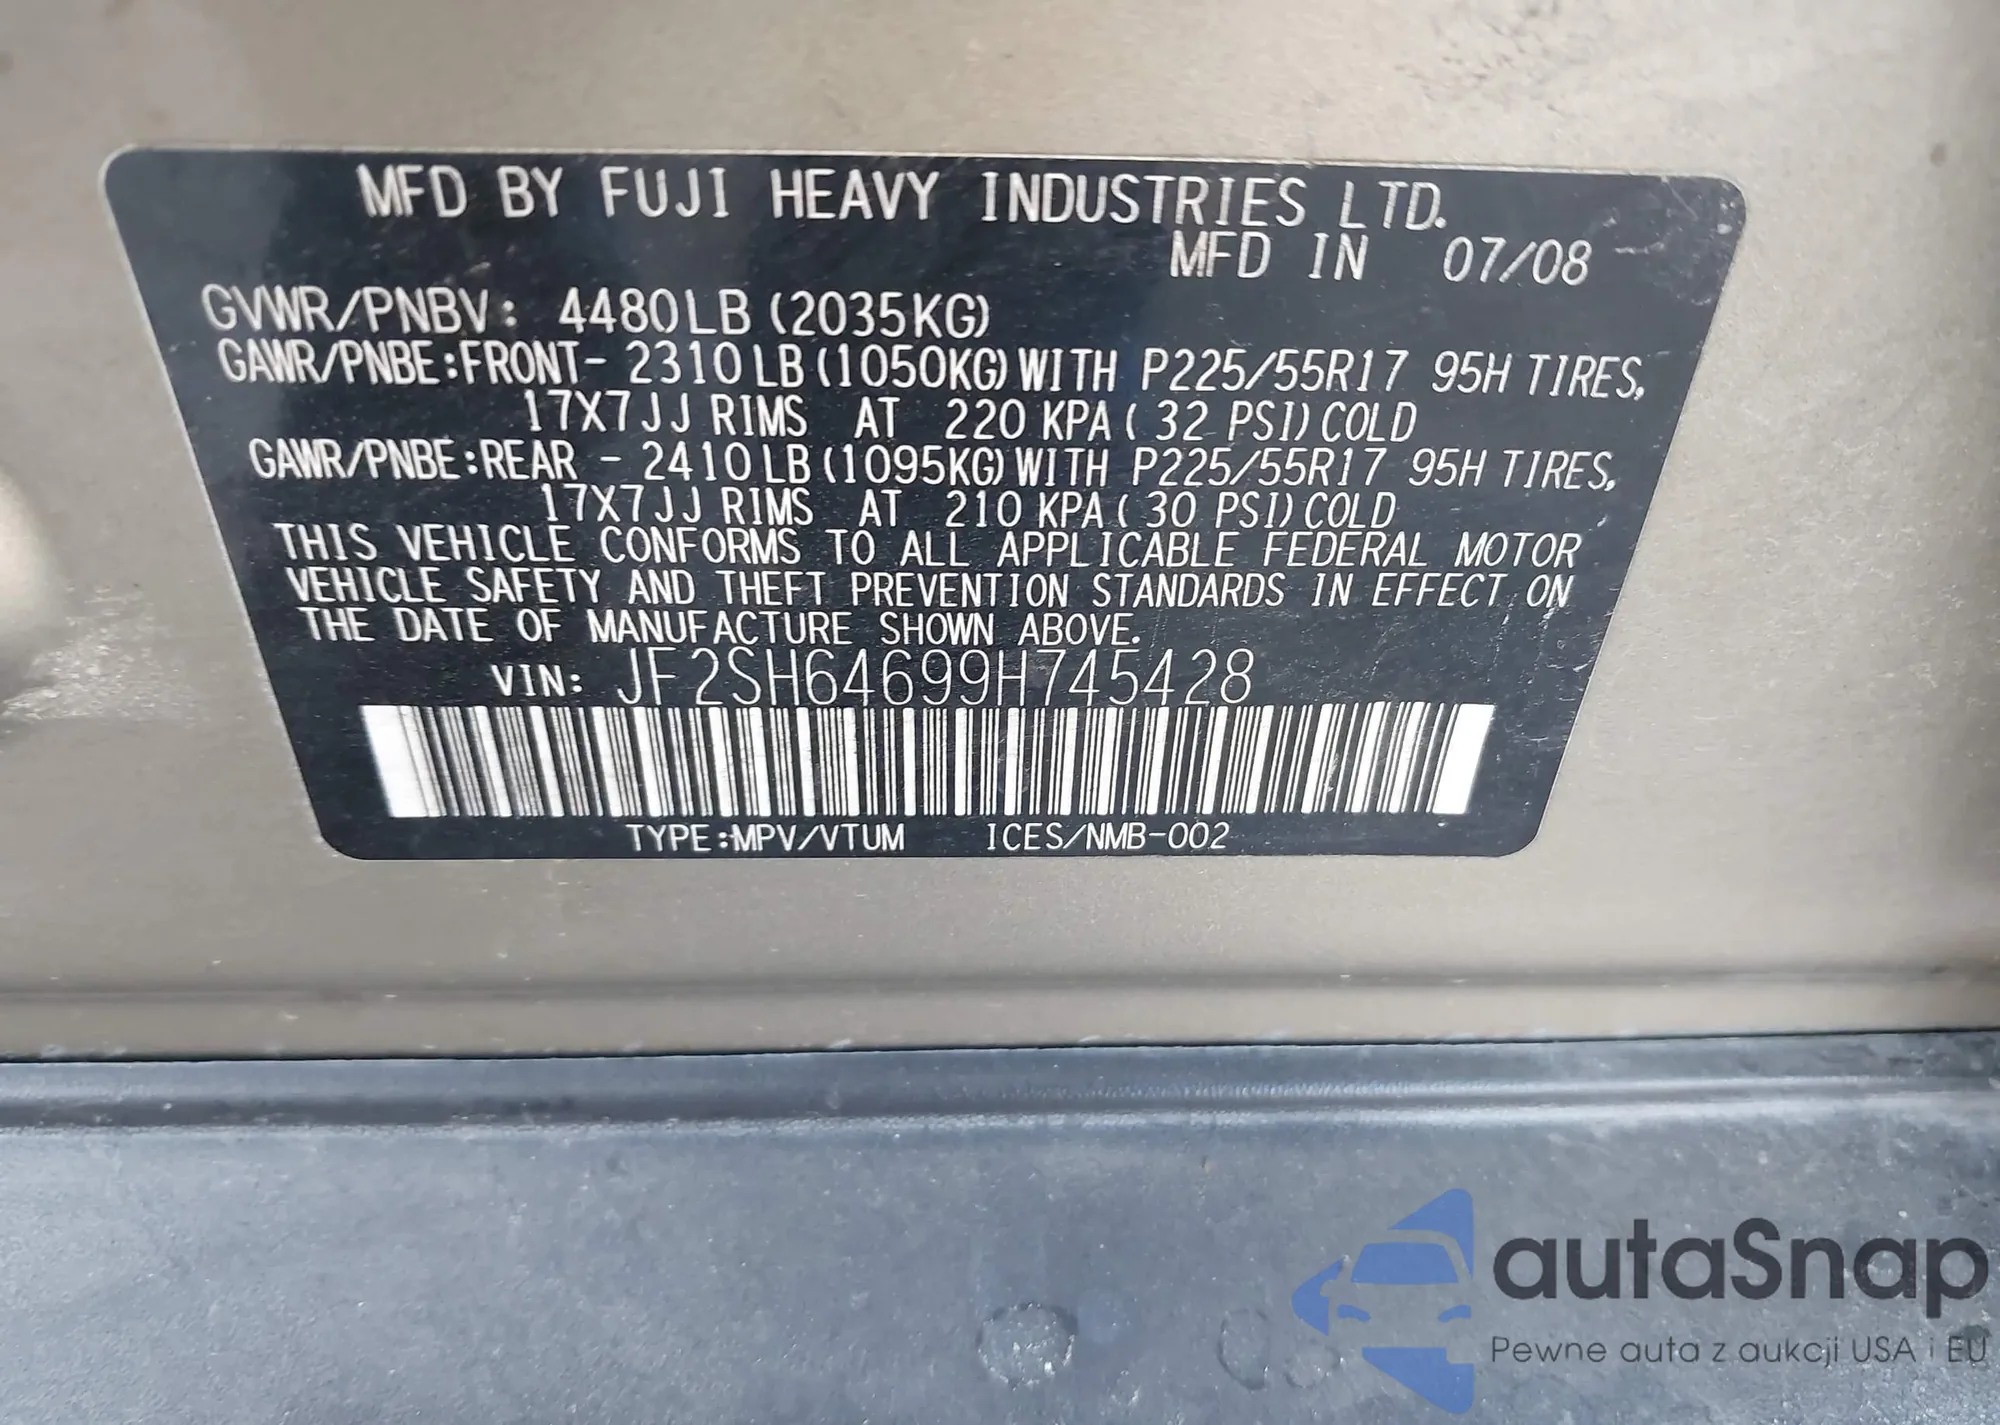 MFD BY FUJI HEAVY INDUSTRIES LTD.
MFD IN 07/08
GVWR/PNBV: 4480LB (2035KG)
GAWR/PNBE:FRONT- 2310LB(1050KG)WITH P225/55R17 95H TIRES,
17X7JJ RIMS AT 220 KPA( 32 PSI)COLD
GAWR/PNBE:REAR - 2410LB(1095KG)WITH P225/55R17 95H TIRES,
17X7JJ RIMS AT 210 KPA( 30 PSI)COLD
THIS VEHICLE CONFORMS TO ALL APPLICABLE FEDERAL MOTOR
VEHICLE SAFETY AND THEFT PREVENTION STANDARDS IN EFFECT ON
THE DATE OF MANUFACTURE SHOWN ABOVE.
VIN: JF2SH64699H745428
TYPE:MPV/VTUM ICES/NMB-002
autaSnap
Pewne auta z aukcji USA i EU